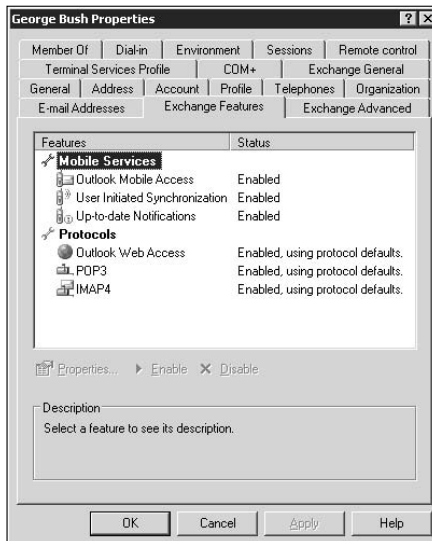 George Bush Properties
Member Of Dial-in Environment Sessions Remote control
Terminal Services Profile COM+ Exchange General
General Address Account Profile Telephones Organization
E-mail Addresses Exchange Features Exchange Advanced
Features Status
Mobile Services
Outlook Mobile Access Enabled
User Initiated Synchronization Enabled
Up-to-date Notifications Enabled
Protocols
Outlook Web Access Enabled, using protocol defaults.
POP3 Enabled, using protocol defaults.
IMAP4 Enabled, using protocol defaults.
Properties... Enable Disable
Description
Select a feature to see its description.
OK Cancel Apply Help